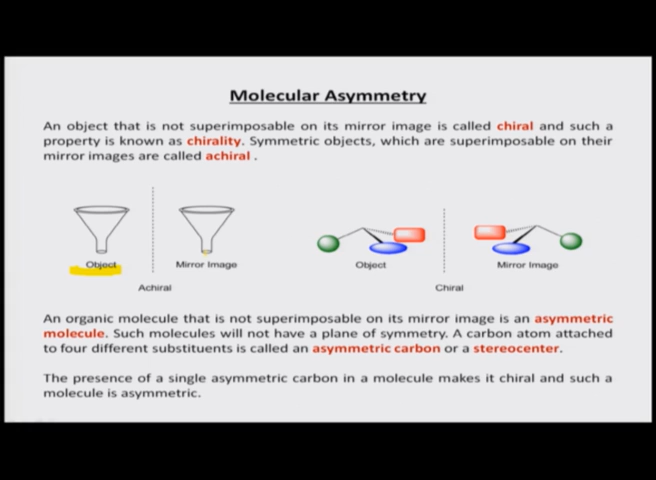 Molecular Asymmetry
An object that is not superimposable on its mirror image is called chiral and such a
property is known as chirality. Symmetric objects, which are superimposable on their
mirror images are called achiral .
Object
Mirror Image
Object
Mirror Image
Achiral
Chiral
An organic molecule that is not superimposable on its mirror image is an asymmetric
molecule. Such molecules will not have a plane of symmetry. A carbon atom attached
to four different substituents is called an asymmetric carbon or a stereocenter.
The presence of a single asymmetric carbon in a molecule makes it chiral and such a
molecule is asymmetric.